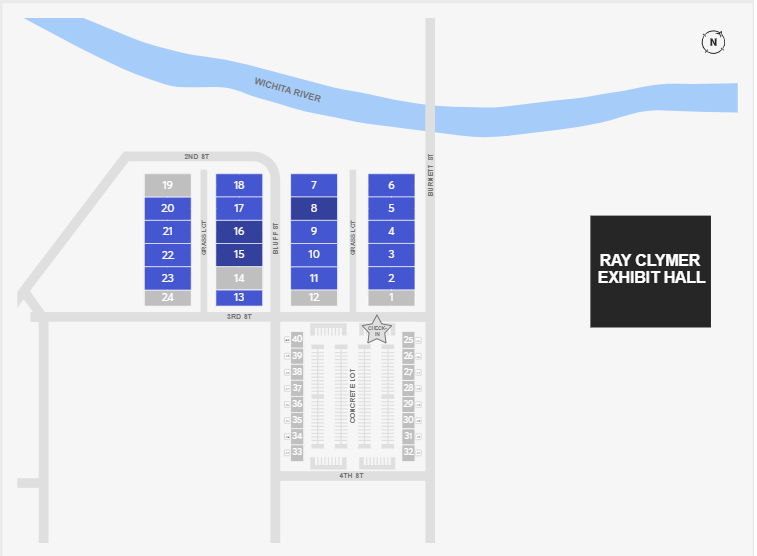 N
WICHITA RIVER
BURNETT ST
2ND ST
19
18
7
6
20
17
8
5
GRASS LOT
BLUFF ST
GRASS LOT
21
16
9
4
22
15
10
3
23
14
11
2
24
13
12
1
RAY CLYMER
EXHIBIT HALL
3RD ST
CHECK-
IN
40
25
39
26
38
27
37
28
CONCRETE LOT
36
29
35
30
34
31
33
32
4TH ST